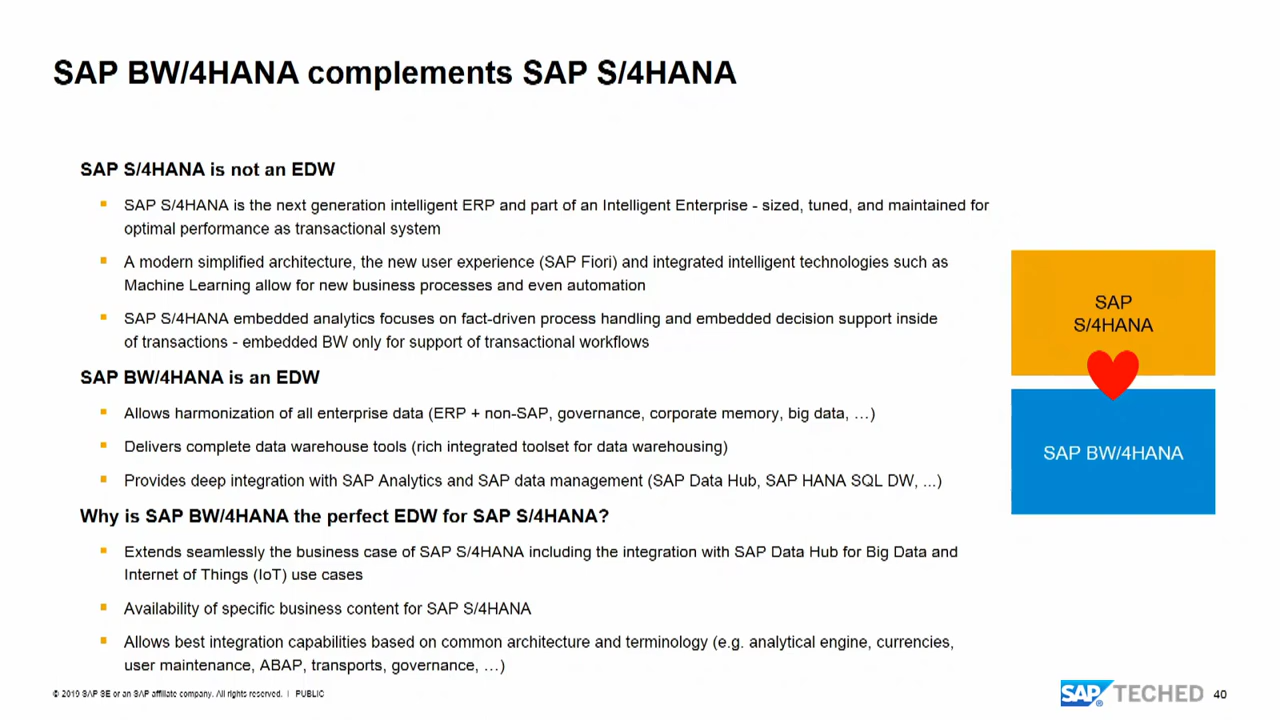 SAP BW/4HANA complements SAP S/4HANA
SAP S/4HANA is not an EDW
SAP S/4HANA is the next generation intelligent ERP and part of an Intelligent Enterprise - sized, tuned, and maintained for
optimal performance as transactional system
A modern simplified architecture, the new user experience (SAP Fiori) and integrated intelligent technologies such as
Machine Learning allow for new business processes and even automation
SAP S/4HANA embedded analytics focuses on fact-driven process handling and embedded decision support inside
of transactions - embedded BW only for support of transactional workflows
SAP BW/4HANA is an EDW
Allows harmonization of all enterprise data (ERP + non-SAP, governance, corporate memory, big data, …)
Delivers complete data warehouse tools (rich integrated toolset for data warehousing)
Provides deep integration with SAP Analytics and SAP data management (SAP Data Hub, SAP HANA SQL DW, ...)
Why is SAP BW/4HANA the perfect EDW for SAP S/4HANA?
Extends seamlessly the business case of SAP S/4HANA including the integration with SAP Data Hub for Big Data and
Internet of Things (IoT) use cases
Availability of specific business content for SAP S/4HANA
Allows best integration capabilities based on common architecture and terminology (e.g. analytical engine, currencies,
user maintenance, ABAP, transports, governance, …)
SAP
S/4HANA
SAP BW/4HANA
© 2019 SAP SE or an SAP affiliate company. All rights reserved. | PUBLIC
SAP® TECHED 40